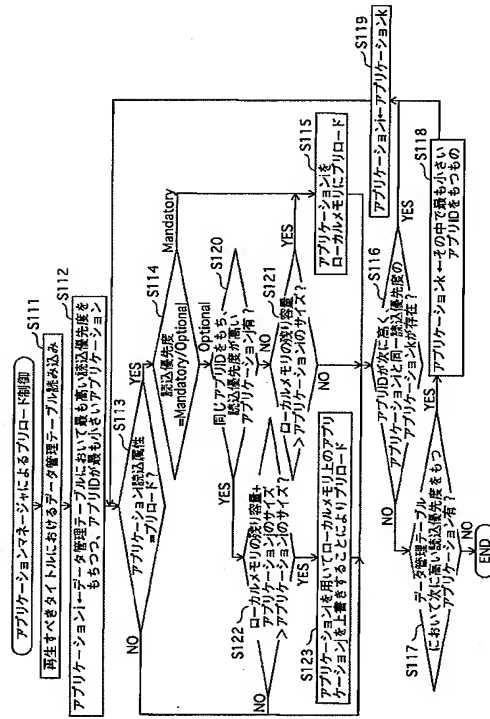 アプリケーションマネージャによるプリロード制御
S111
再生すべきタイトルにおけるデータ管理テーブル読み込み
S112
アプリケーションi←データ管理テーブルにおいて最も高い読込優先度を
もちつつ、アプリIDが最も小さいアプリケーション
S113
アプリケーションi読込属性
=プリロード?
NO
YES
S114
読込優先度
=Mandatory/Optional
Mandatory
Optional
S120
同じアプリIDをもち、
読込優先度が高い
アプリケーション有?
YES
NO
S121
ローカルメモリの残り容量
>アプリケーションiのサイズ?
YES
NO
S115
アプリケーションiを
ローカルメモリにプリロード
S122
ローカルメモリの残り容量+
アプリケーションjのサイズ
>アプリケーションiのサイズ?
NO
YES
S123
アプリケーションiを用いてローカルメモリ上のアプリ
ケーションjを上書きすることによりプリロード
S116
アプリIDが次に高く、
アプリケーションiと同一読込優先度の
アプリケーションkが存在?
YES
NO
S117
データ管理テーブル
において次に高い読込優先度をもつ
アプリケーション有?
YES
NO
S118
アプリケーションk←その中で最も小さい
アプリIDをもつもの
S119
アプリケーションi←アプリケーションk
END